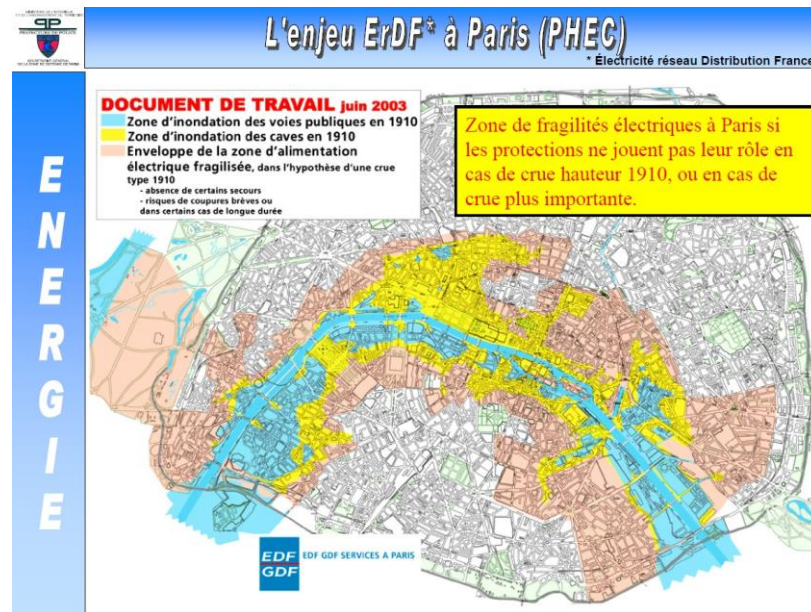 PP
PREFECTURE DE POLICE
L'enjeu ErDF* à Paris (PHEC)
* Électricité réseau Distribution France
ENERGIE
DOCUMENT DE TRAVAIL juin 2003
Zone d'inondation des voies publiques en 1910
Zone d'inondation des caves en 1910
Enveloppe de la zone d'alimentation
électrique fragilisée, dans l'hypothèse d'une crue
type 1910
- absence de certains secours
- risques de coupures brèves ou
dans certains cas de longue durée
Zone de fragilités électriques à Paris si
les protections ne jouent pas leur rôle en
cas de crue hauteur 1910, ou en cas de
crue plus importante.
EDF
GDF
EDF GDF SERVICES A PARIS